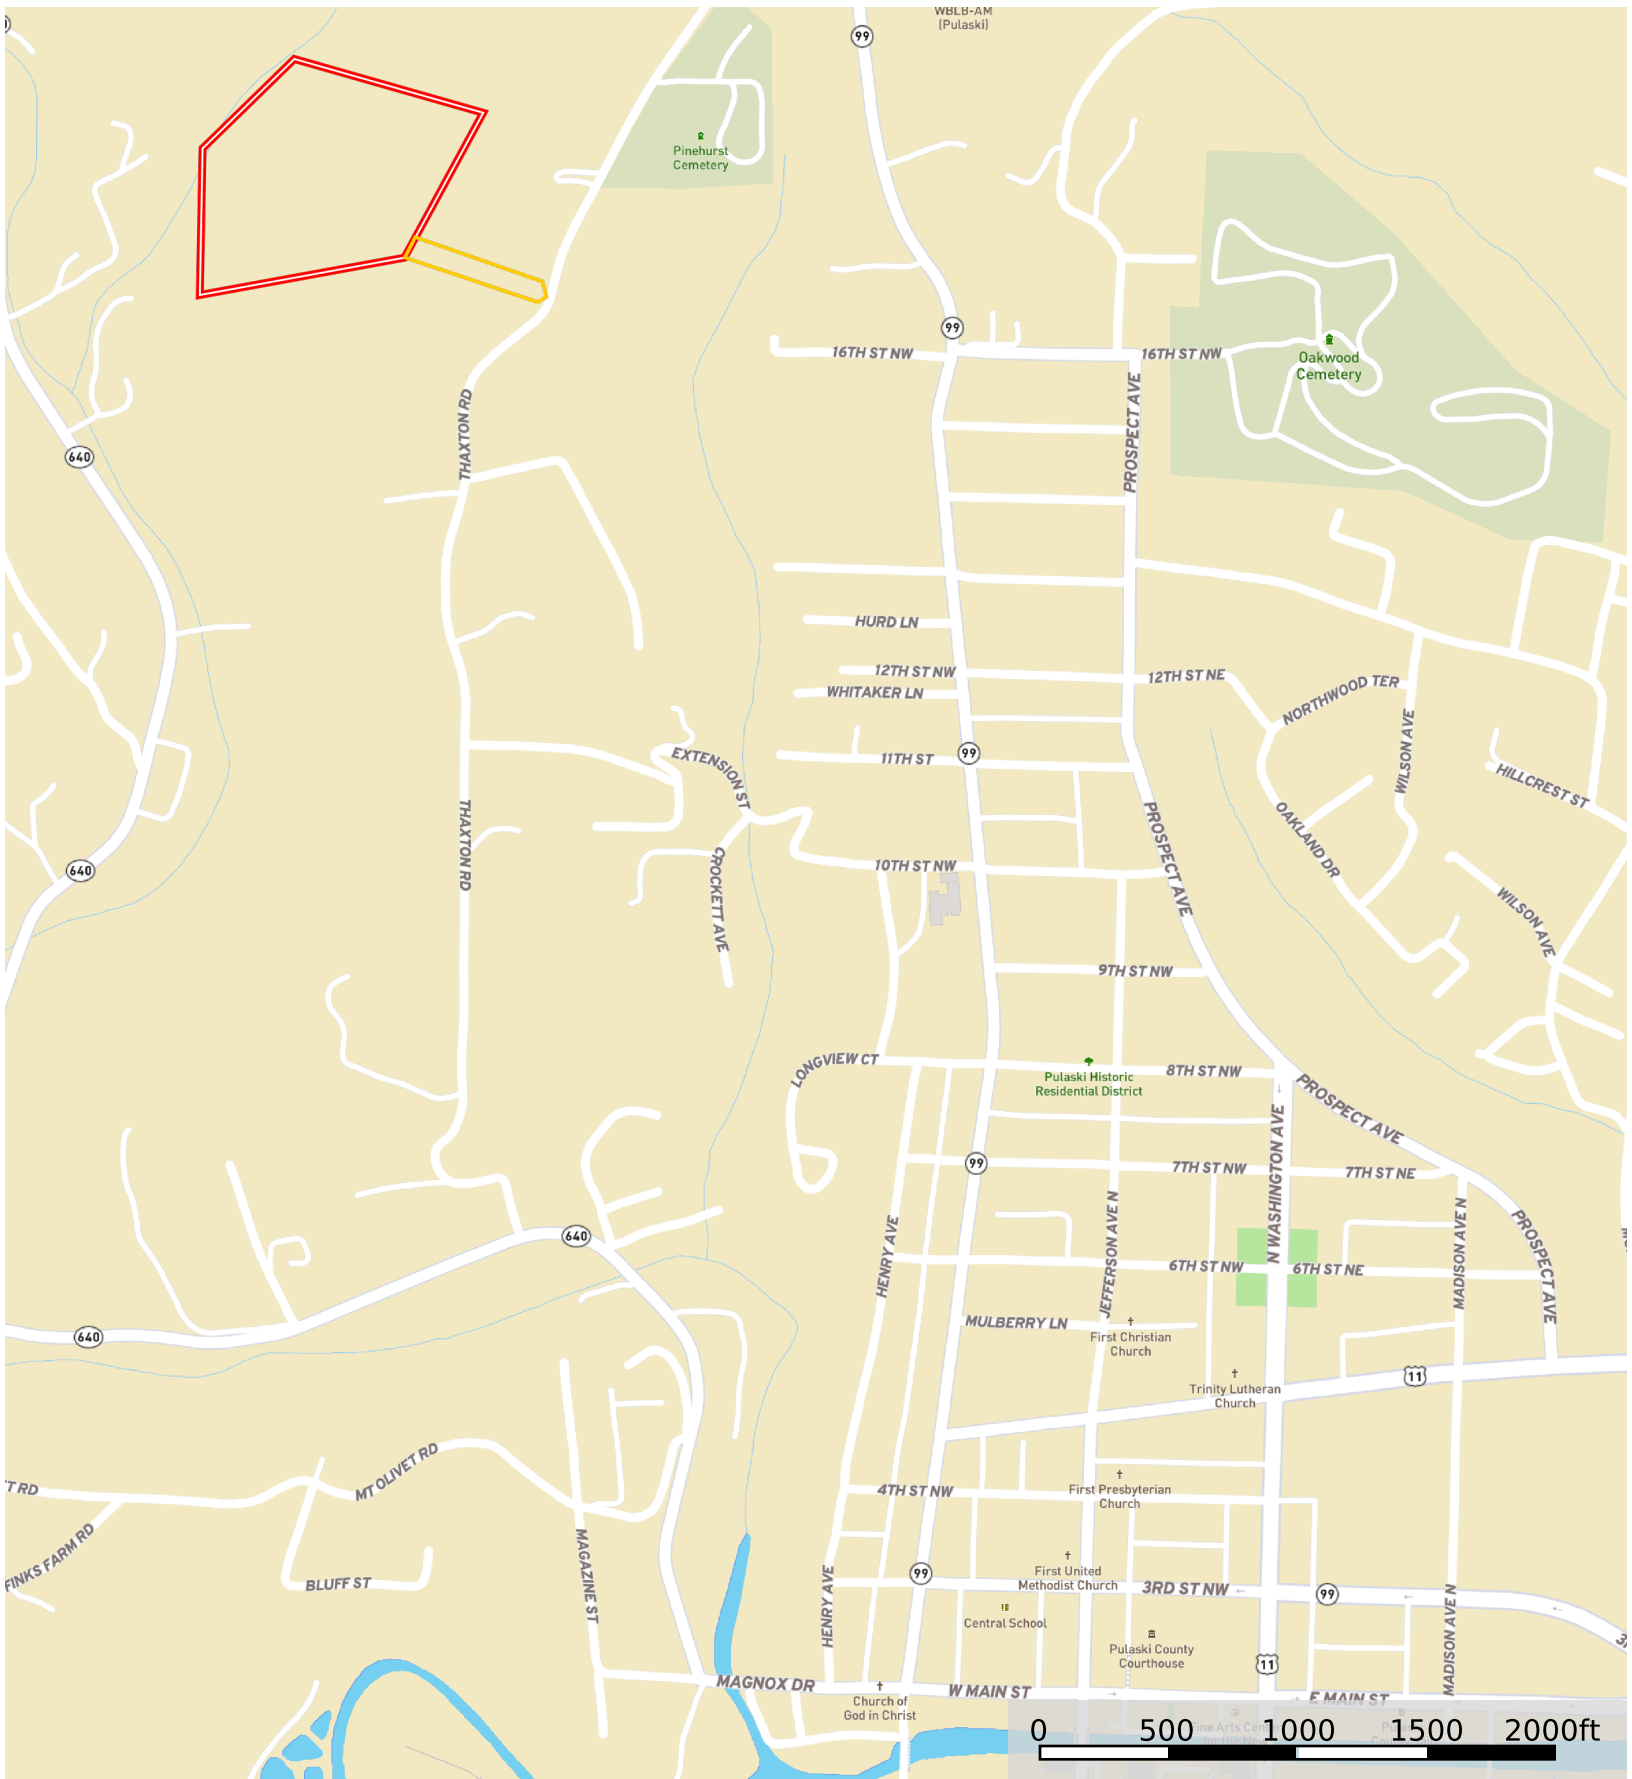 WBLB-AM
(Pulaski)
99
Pinehurst
Cemetery
99
16TH ST NW
16TH ST NW
Oakwood
Cemetery
PROSPECT AVE
THAXTON RD
640
HURD LN
12TH ST NW
12TH ST NE
WHITAKER LN
NORTHWOOD TER
WILSON AVE
EXTENSION ST
11TH ST
99
HILLCREST ST
THAXTON RD
PROSPECT AVE
OAKLAND DR
640
CROCKETT AVE
10TH ST NW
WILSON AVE
9TH ST NW
LONGVIEW CT
Pulaski Historic
Residential District
8TH ST NW
PROSPECT AVE
N WASHINGTON AVE
99
7TH ST NW
7TH ST NE
HENRY AVE
JEFFERSON AVE N
MADISON AVE N
PROSPECT AVE
640
6TH ST NW
6TH ST NE
640
MULBERRY LN
First Christian
Church
11
Trinity Lutheran
Church
MT OLIVET RD
T RD
4TH ST NW
First Presbyterian
Church
FINKS FARM RD
BLUFF ST
MAGAZINE ST
HENRY AVE
99
First United
Methodist Church
3RD ST NW
99
MADISON AVE N
Central School
Pulaski County
Courthouse
11
MAGNOX DR
Church of
God in Christ
W MAIN ST
E MAIN ST
Fine Arts Center
for the New
0 500 1000 1500 2000ft